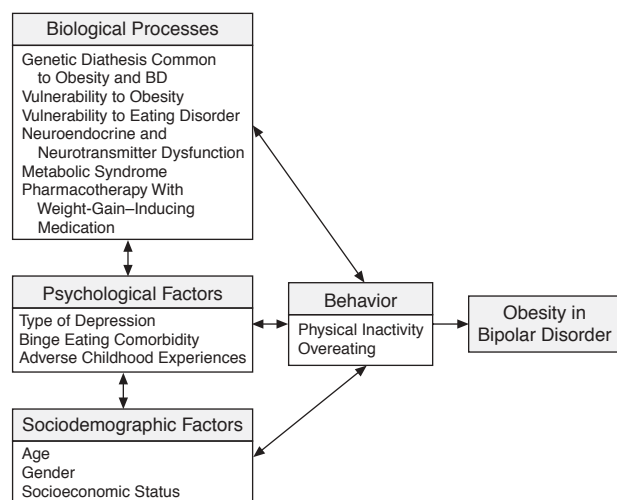 Biological Processes
Genetic Diathesis Common
to Obesity and BD
Vulnerability to Obesity
Vulnerability to Eating Disorder
Neuroendocrine and
Neurotransmitter Dysfunction
Metabolic Syndrome
Pharmacotherapy With
Weight-Gain–Inducing
Medication
Psychological Factors
Type of Depression
Binge Eating Comorbidity
Adverse Childhood Experiences
Behavior
Physical Inactivity
Overeating
Obesity in
Bipolar Disorder
Sociodemographic Factors
Age
Gender
Socioeconomic Status